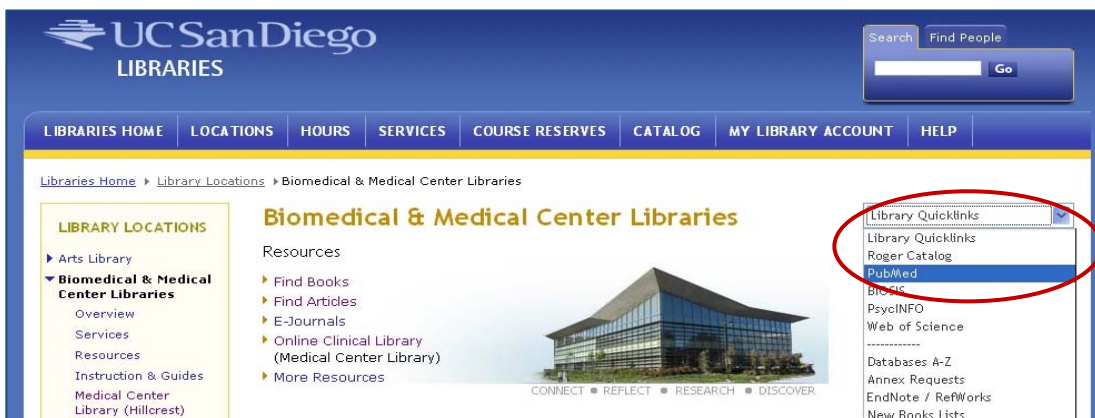 UC San Diego
LIBRARIES
Search
Find People
Go
LIBRARIES HOME
LOCATIONS
HOURS
SERVICES
COURSE RESERVES
CATALOG
MY LIBRARY ACCOUNT
HELP
Libraries Home Library Locations Biomedical & Medical Center Libraries
LIBRARY LOCATIONS
Arts Library
Biomedical & Medical
Center Libraries
Overview
Services
Resources
Instruction & Guides
Medical Center
Library (Hillcrest)
Biomedical & Medical Center Libraries
Resources
Find Books
Find Articles
E-Journals
Online Clinical Library
(Medical Center Library)
More Resources
CONNECT REFLECT RESEARCH DISCOVER
Library Quicklinks
Library Quicklinks
Roger Catalog
PubMed
BIOSIS
PsycINFO
Web of Science
------------
Databases A-Z
Annex Requests
EndNote / RefWorks
New Books Lists